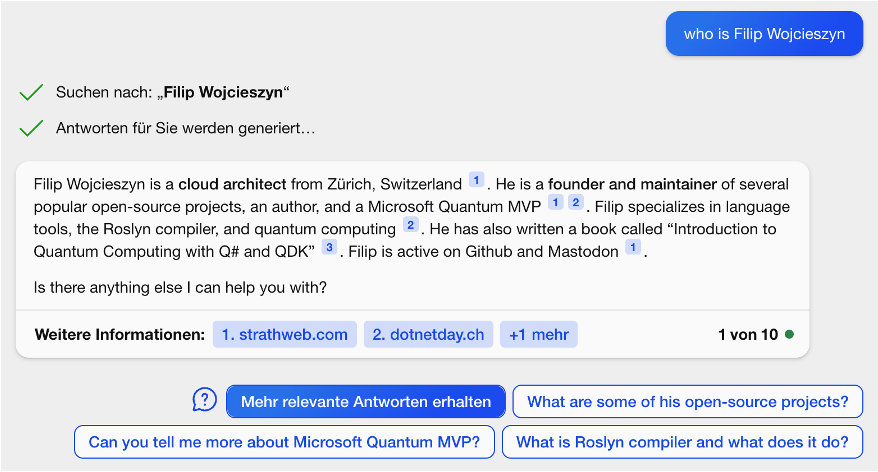 who is Filip Wojcieszyn
Suchen nach: „Filip Wojcieszyn“
Antworten für Sie werden generiert...
Filip Wojcieszyn is a cloud architect from Zürich, Switzerland 1 . He is a founder and maintainer of several
popular open-source projects, an author, and a Microsoft Quantum MVP 1 2 . Filip specializes in language
tools, the Roslyn compiler, and quantum computing 2 . He has also written a book called “Introduction to
Quantum Computing with Q# and QDK” 3 . Filip is active on Github and Mastodon 1 .
Is there anything else I can help you with?
Weitere Informationen: 1. strathweb.com 2. dotnetday.ch +1 mehr 1 von 10
Mehr relevante Antworten erhalten What are some of his open-source projects?
Can you tell me more about Microsoft Quantum MVP? What is Roslyn compiler and what does it do?